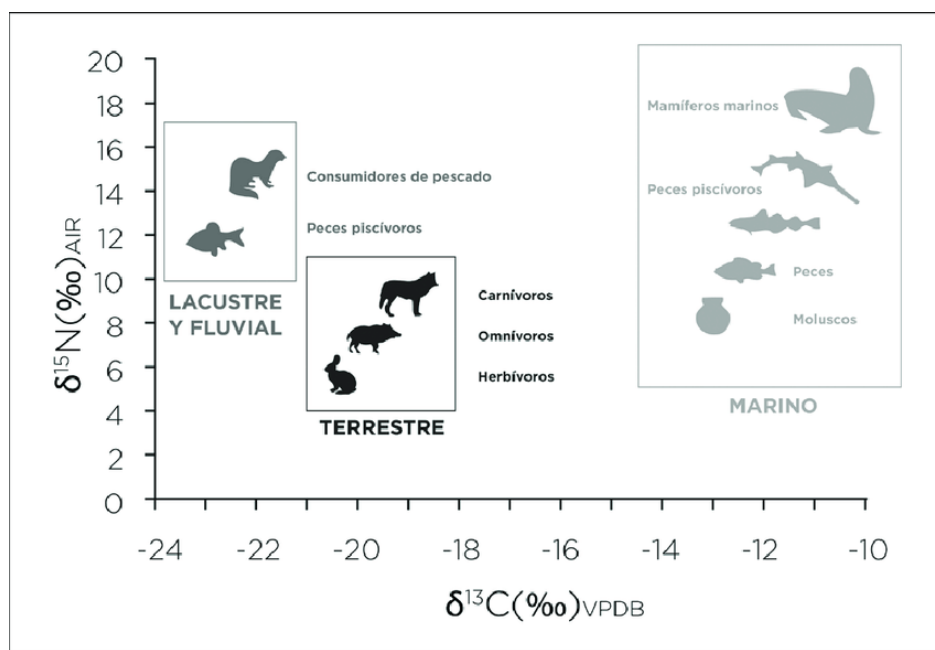 20
18
16
14
12
10
8
6
4
2
0
δ¹⁵N(‰)AIR
Consumidores de pescado
Peces piscívoros
LACUSTRE
Y FLUVIAL
Carnívoros
Omnívoros
Herbívoros
TERRESTRE
Mamíferos marinos
Peces piscívoros
Peces
Moluscos
MARINO
-24 -22 -20 -18 -16 -14 -12 -10
δ¹³C(‰)VPDB